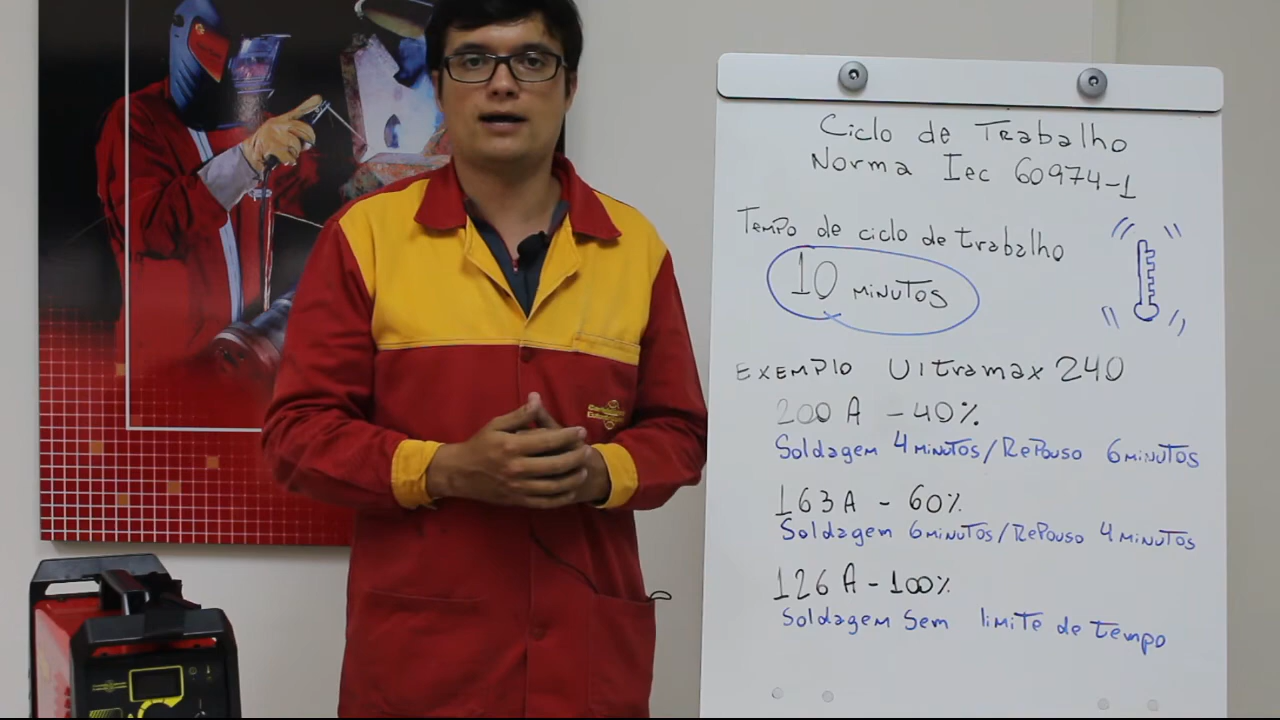 Ciclo de Trabalho
Norma Iec 60974-1
Tempo de ciclo de trabalho
10 minutos
Exemplo Ultramax 240
200 A - 40%
Soldagem 4 minutos / Repouso 6 minutos
163 A - 60%
Soldagem 6 minutos / Repouso 4 minutos
126 A - 100%
Soldagem Sem limite de tempo